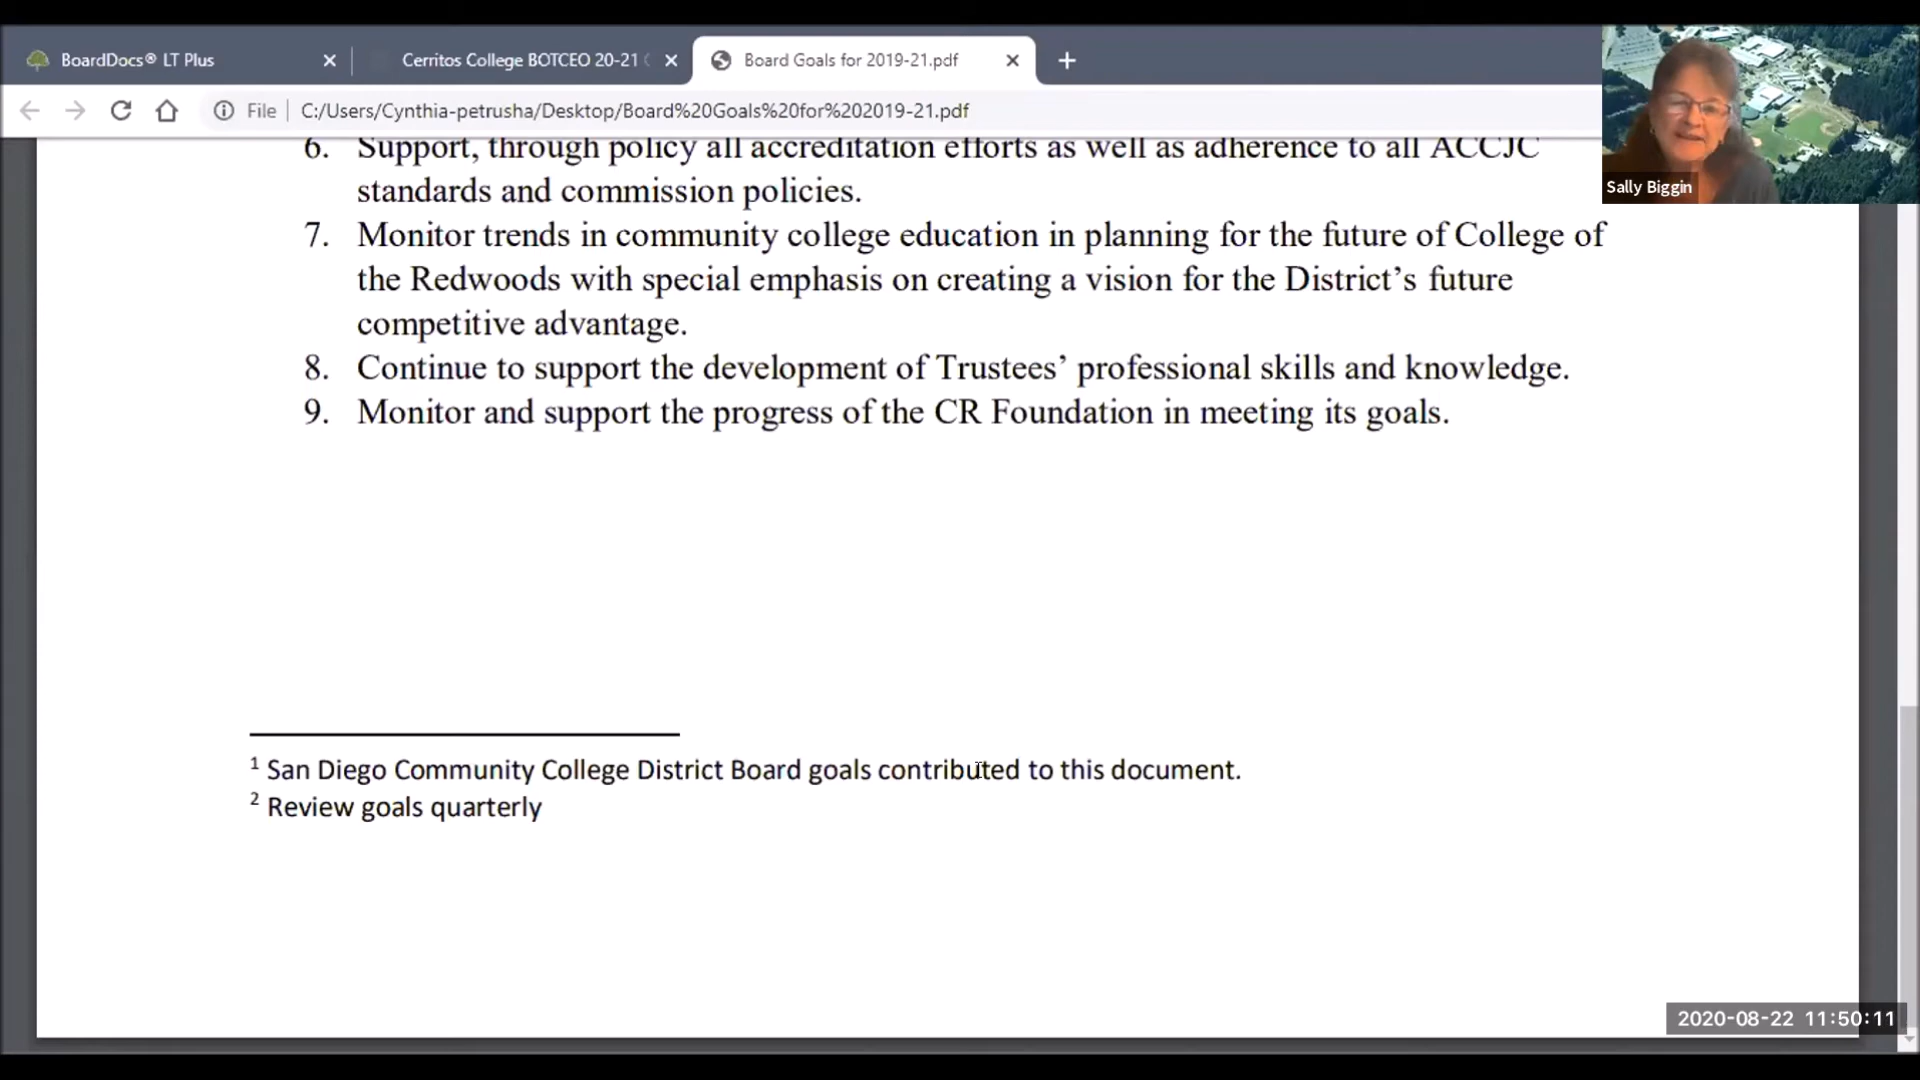 BoardDocs® LT Plus
Cerritos College BOTCEO 20-21
Board Goals for 2019-21.pdf
File
C:/Users/Cynthia-petrusha/Desktop/Board%20Goals%20for%202019-21.pdf
Sally Biggin
6. Support, through policy all accreditation efforts as well as adherence to all ACCJC
standards and commission policies.
7. Monitor trends in community college education in planning for the future of College of
the Redwoods with special emphasis on creating a vision for the District’s future
competitive advantage.
8. Continue to support the development of Trustees’ professional skills and knowledge.
9. Monitor and support the progress of the CR Foundation in meeting its goals.
1 San Diego Community College District Board goals contributed to this document.
2 Review goals quarterly
2020-08-22 11:50:11